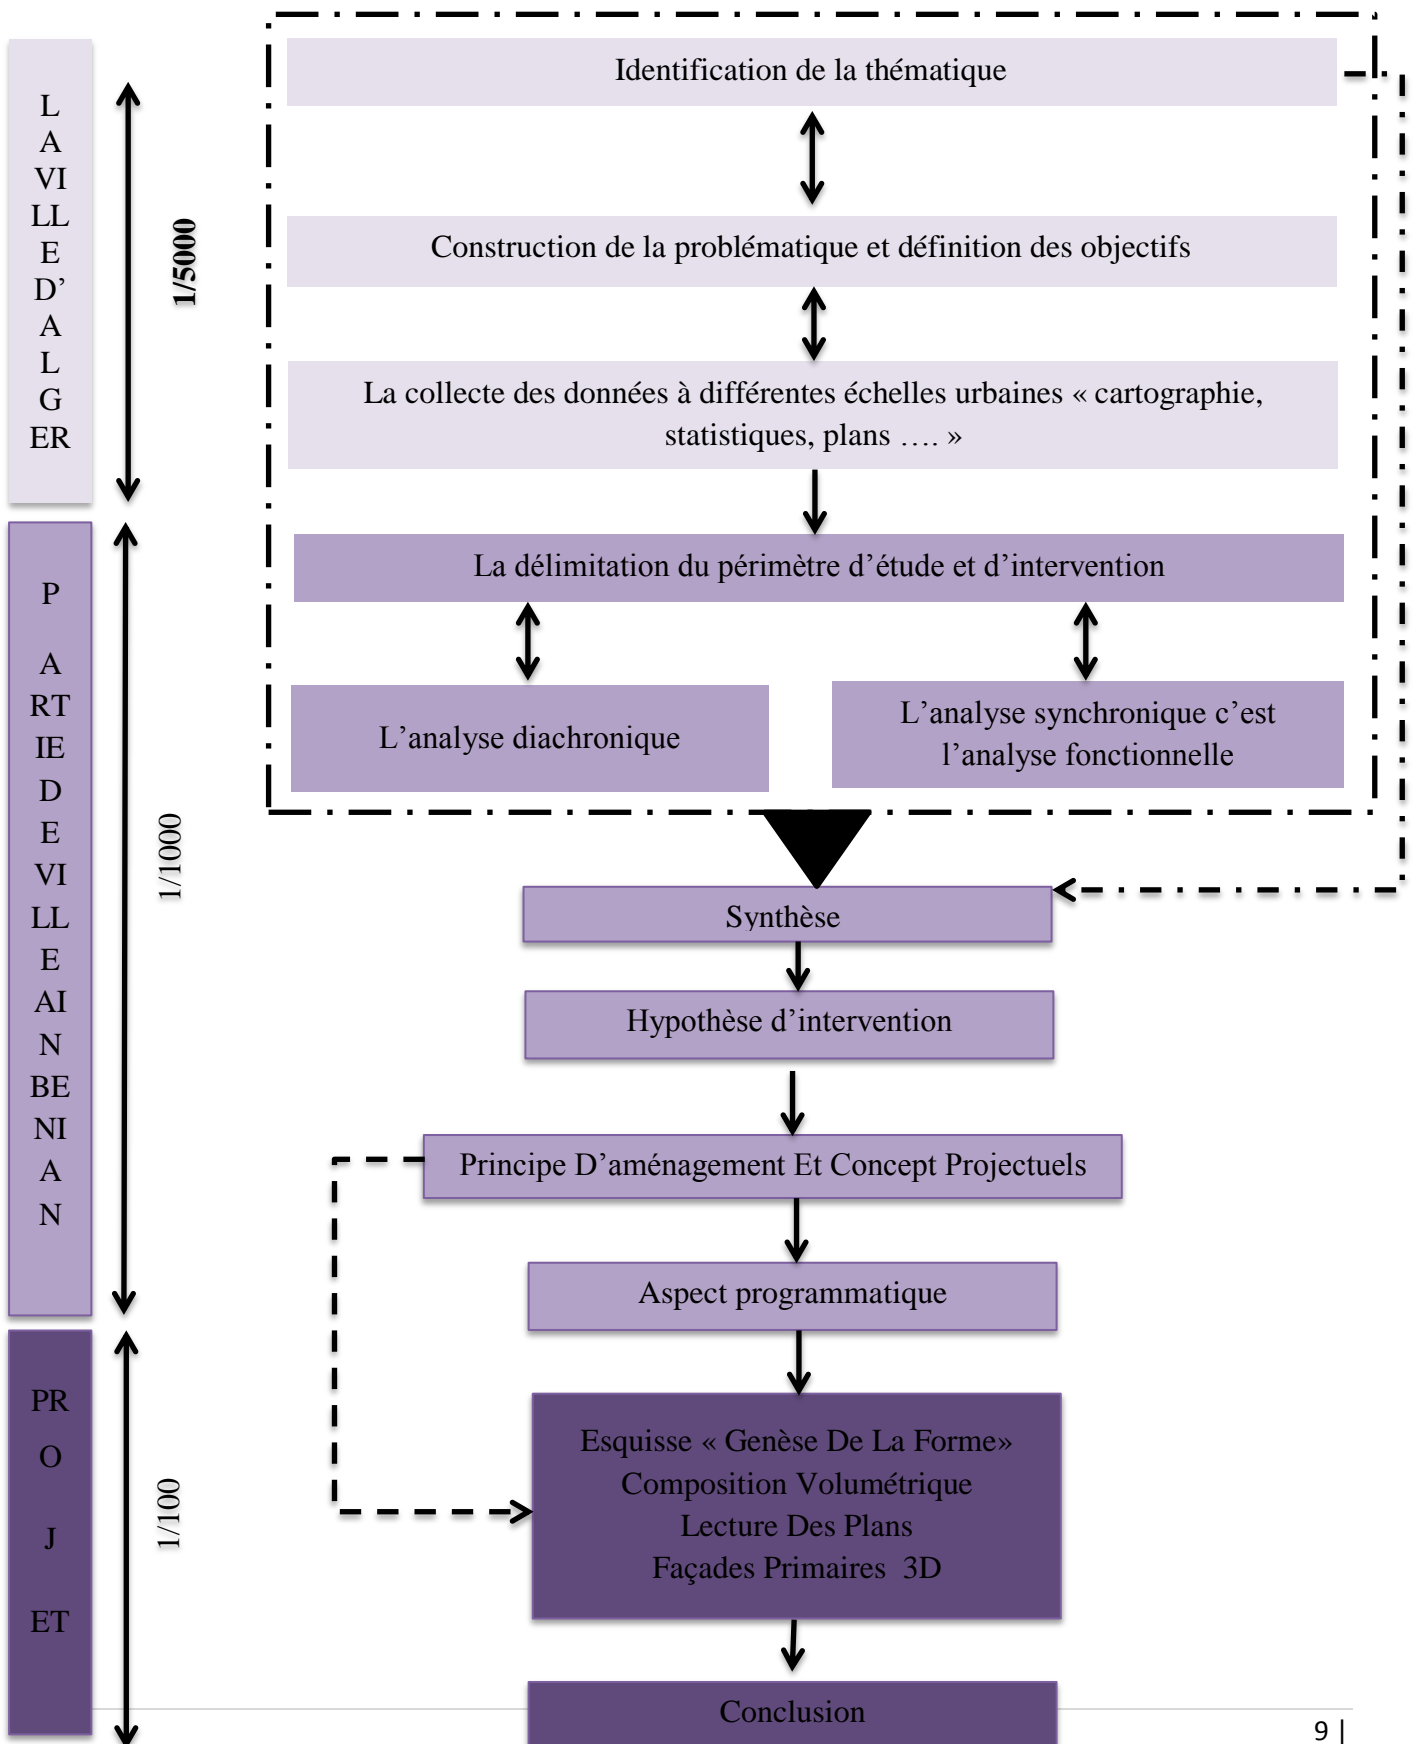 L
A
VI
LL
E
D’
A
L
G
ER
1/5000
Identification de la thématique
Construction de la problématique et définition des objectifs
La collecte des données à différentes échelles urbaines « cartographie,
statistiques, plans …. »
P
A
RT
IE
D
E
VI
LL
E
AI
N
BE
NI
A
N
1/1000
La délimitation du périmètre d’étude et d’intervention
L’analyse diachronique
L’analyse synchronique c’est
l’analyse fonctionnelle
Synthèse
Hypothèse d’intervention
Principe D’aménagement Et Concept Projectuels
Aspect programmatique
PR
O
J
ET
1/100
Esquisse « Genèse De La Forme»
Composition Volumétrique
Lecture Des Plans
Façades Primaires  3D
Conclusion
9 |